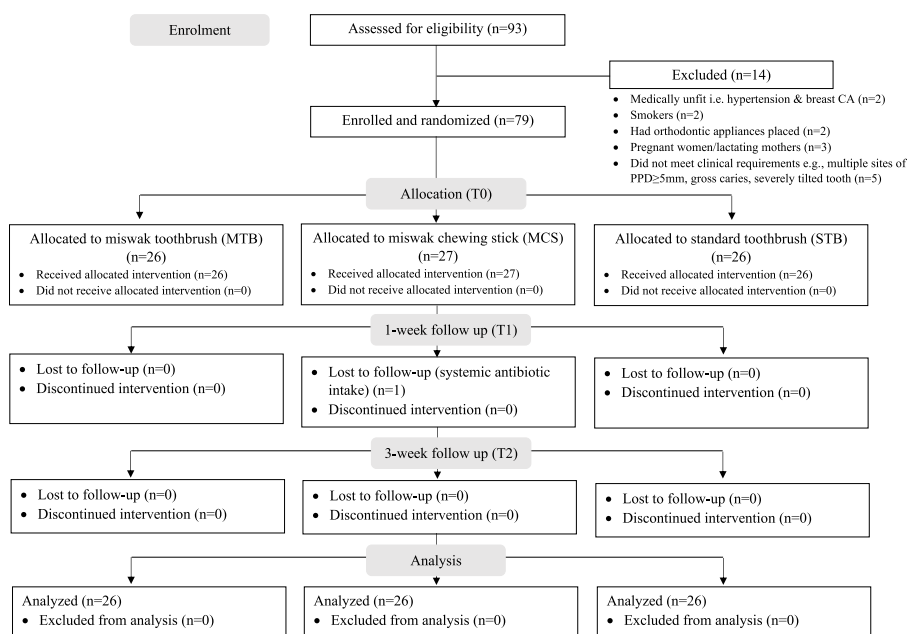 Enrolment
Assessed for eligibility (n=93)
Excluded (n=14)
• Medically unfit i.e. hypertension & breast CA (n=2)
• Smokers (n=2)
• Had orthodontic appliances placed (n=2)
• Pregnant women/lactating mothers (n=3)
• Did not meet clinical requirements e.g., multiple sites of
PPD≥5mm, gross caries, severely tilted tooth (n=5)
Enrolled and randomized (n=79)
Allocation (T0)
Allocated to miswak toothbrush (MTB)
(n=26)
• Received allocated intervention (n=26)
• Did not receive allocated intervention (n=0)
Allocated to miswak chewing stick (MCS)
(n=27)
• Received allocated intervention (n=27)
• Did not receive allocated intervention (n=0)
Allocated to standard toothbrush (STB)
(n=26)
• Received allocated intervention (n=26)
• Did not receive allocated intervention (n=0)
1-week follow up (T1)
• Lost to follow-up (n=0)
• Discontinued intervention (n=0)
• Lost to follow-up (systemic antibiotic
intake) (n=1)
• Discontinued intervention (n=0)
• Lost to follow-up (n=0)
• Discontinued intervention (n=0)
3-week follow up (T2)
• Lost to follow-up (n=0)
• Discontinued intervention (n=0)
• Lost to follow-up (n=0)
• Discontinued intervention (n=0)
• Lost to follow-up (n=0)
• Discontinued intervention (n=0)
Analysis
Analyzed (n=26)
• Excluded from analysis (n=0)
Analyzed (n=26)
• Excluded from analysis (n=0)
Analyzed (n=26)
• Excluded from analysis (n=0)